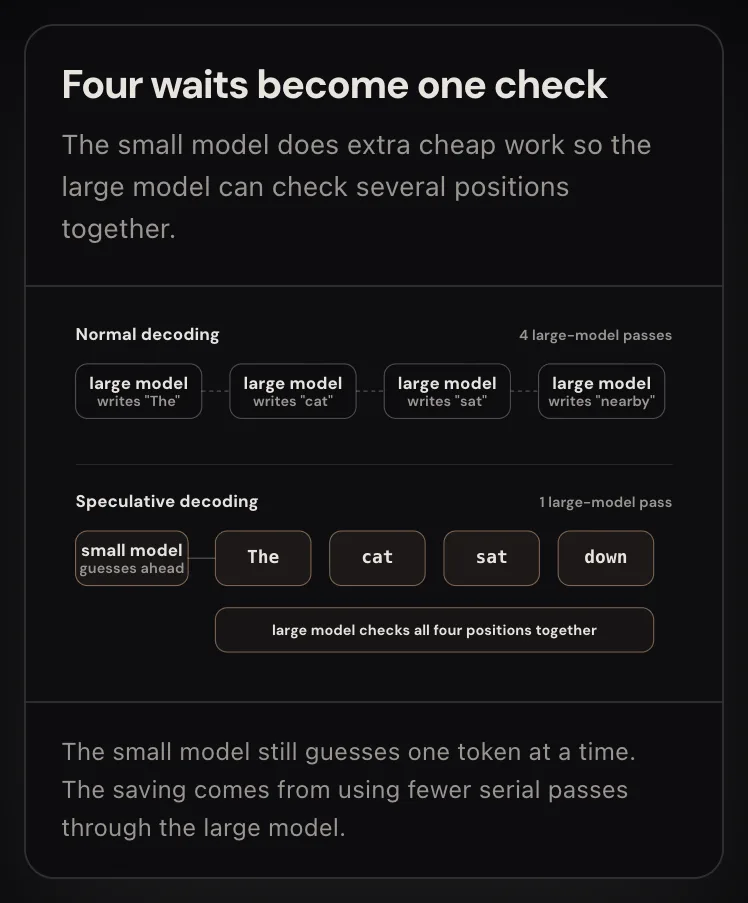 Four waits become one check
The small model does extra cheap work so the
large model can check several positions
together.
Normal decoding
4 large-model passes
large model
writes "The"
large model
writes "cat"
large model
writes "sat"
large model
writes "nearby"
Speculative decoding
1 large-model pass
small model
guesses ahead
The
cat
sat
down
large model checks all four positions together
The small model still guesses one token at a time.
The saving comes from using fewer serial passes
through the large model.